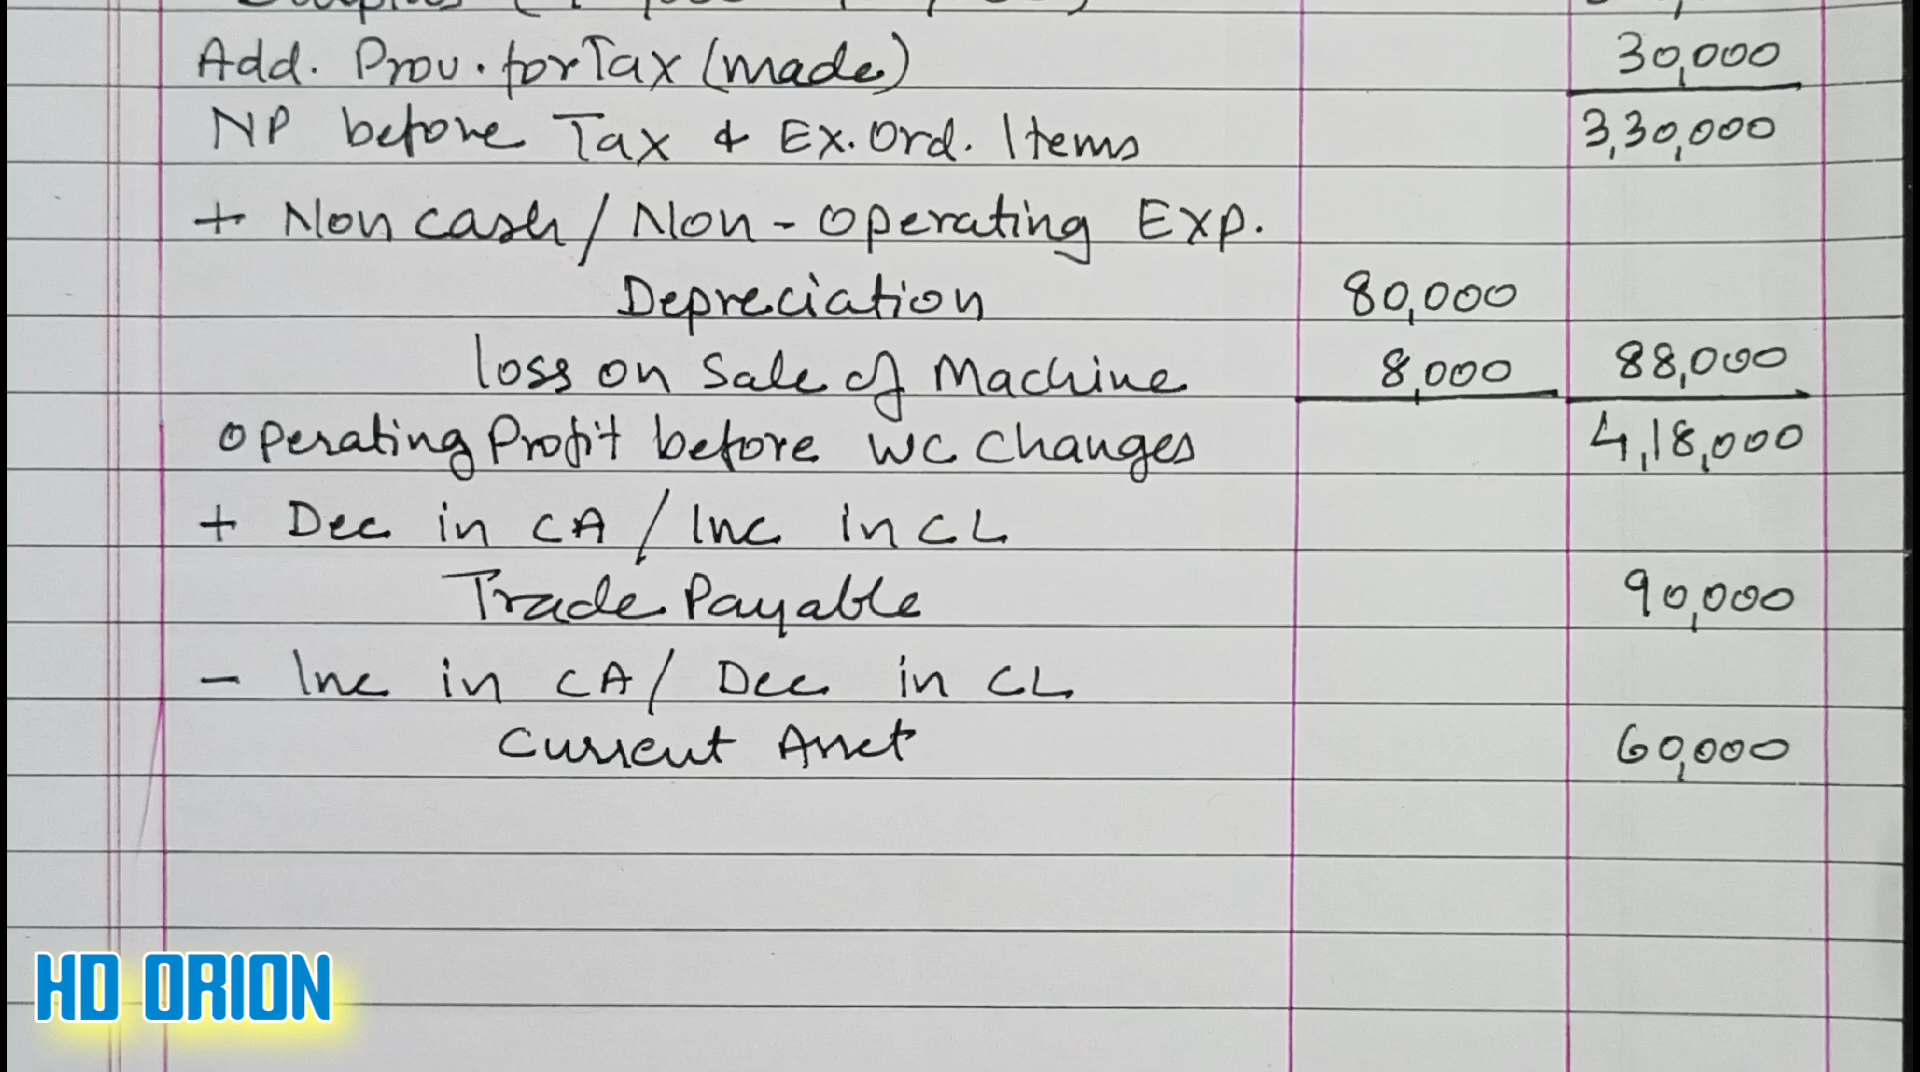 Add. Prov. for Tax (made) 30,000
NP before Tax & Ex. Ord. Items 3,30,000
+ Non cash / Non - Operating Exp.
Depreciation 80,000
loss on Sale of Machine 8,000 88,000
Operating Profit before WC Changes 4,18,000
+ Dec in CA / Inc in CL
Trade Payable 90,000
- Inc in CA / Dec in CL
Current Asset 60,000
HD ORION